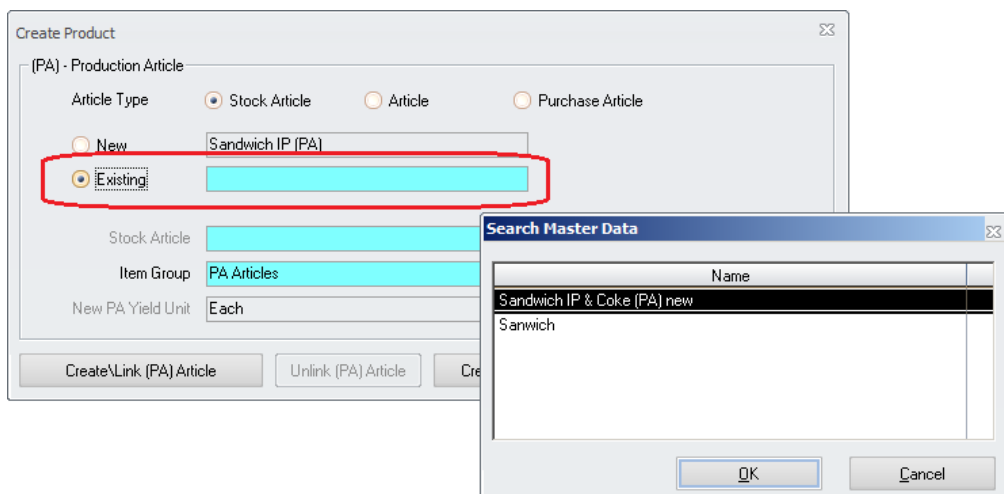 Create Product
(PA) - Production Article
Article Type Stock Article Article Purchase Article
New Sandwich IP (PA)
Existing
Stock Article
Item Group PA Articles
New PA Yield Unit Each
Create\Link (PA) Article Unlink (PA) Article Cre
Search Master Data
Name
Sandwich IP & Coke (PA) new
Sanwich
OK Cancel